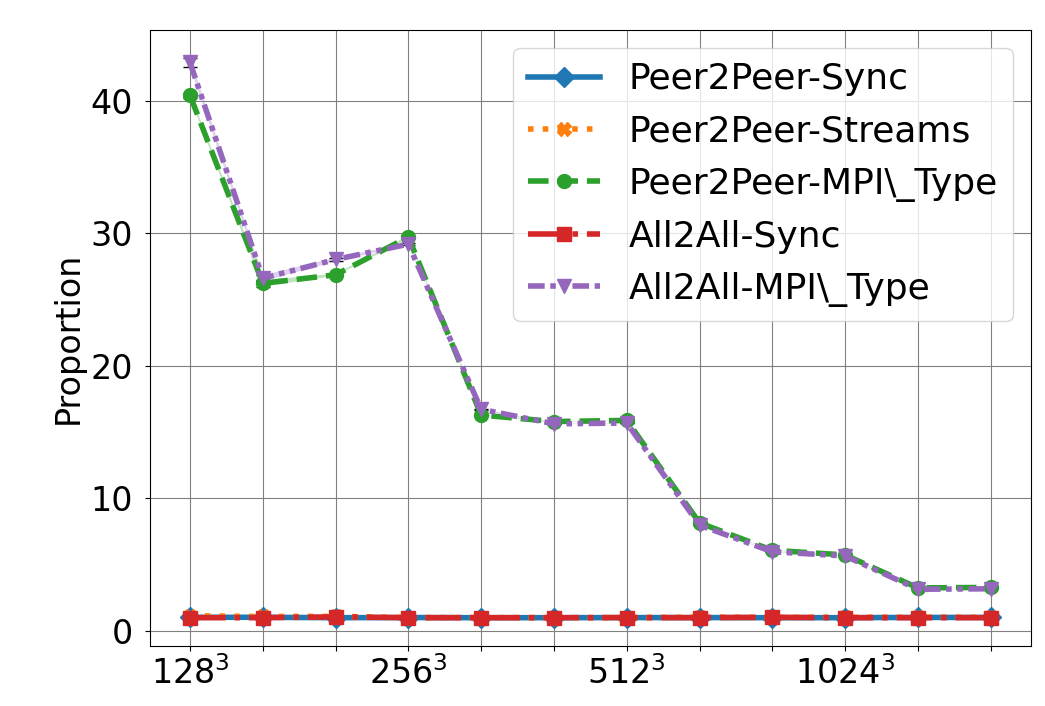 Proportion
40
30
20
10
0
128³
256³
512³
1024³
Peer2Peer-Sync
Peer2Peer-Streams
Peer2Peer-MPI\_Type
All2All-Sync
All2All-MPI\_Type